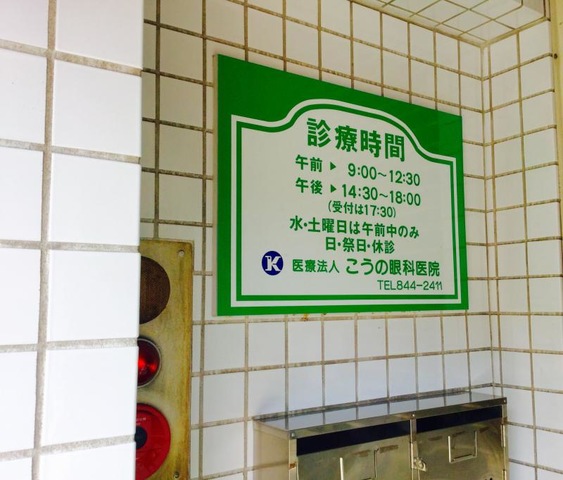 診療時間
午前 ▶ 9:00～12:30
午後 ▶ 14:30～18:00
(受付は17:30)
水・土曜日は午前中のみ
日・祭日・休診
K 医療法人 こうの眼科医院
TEL844-2411